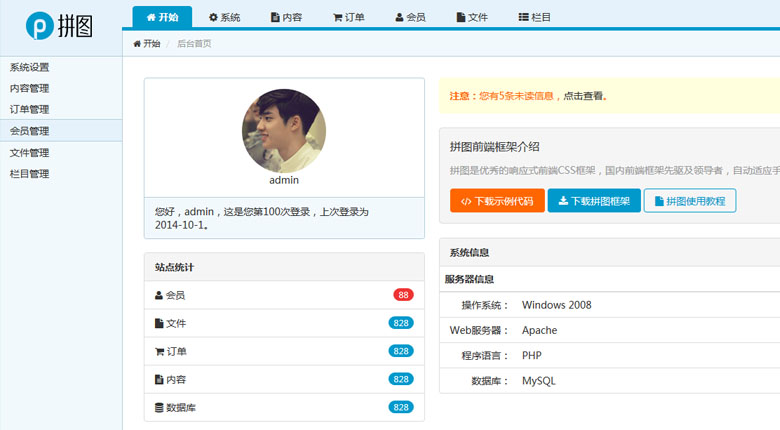 拼图
开始 系统 内容 订单 会员 文件 栏目
开始 / 后台首页
系统设置
内容管理
订单管理
会员管理
文件管理
栏目管理
admin
您好，admin，这是您第100次登录，上次登录为
2014-10-1。
站点统计
会员 88
文件 828
订单 828
内容 828
数据库 828
注意：您有5条未读信息，点击查看。
拼图前端框架介绍
拼图是优秀的响应式前端CSS框架，国内前端框架先驱及领导者，自动适应手
下载示例代码 下载拼图框架 拼图使用教程
系统信息
服务器信息
操作系统： Windows 2008
Web服务器： Apache
程序语言： PHP
数据库： MySQL